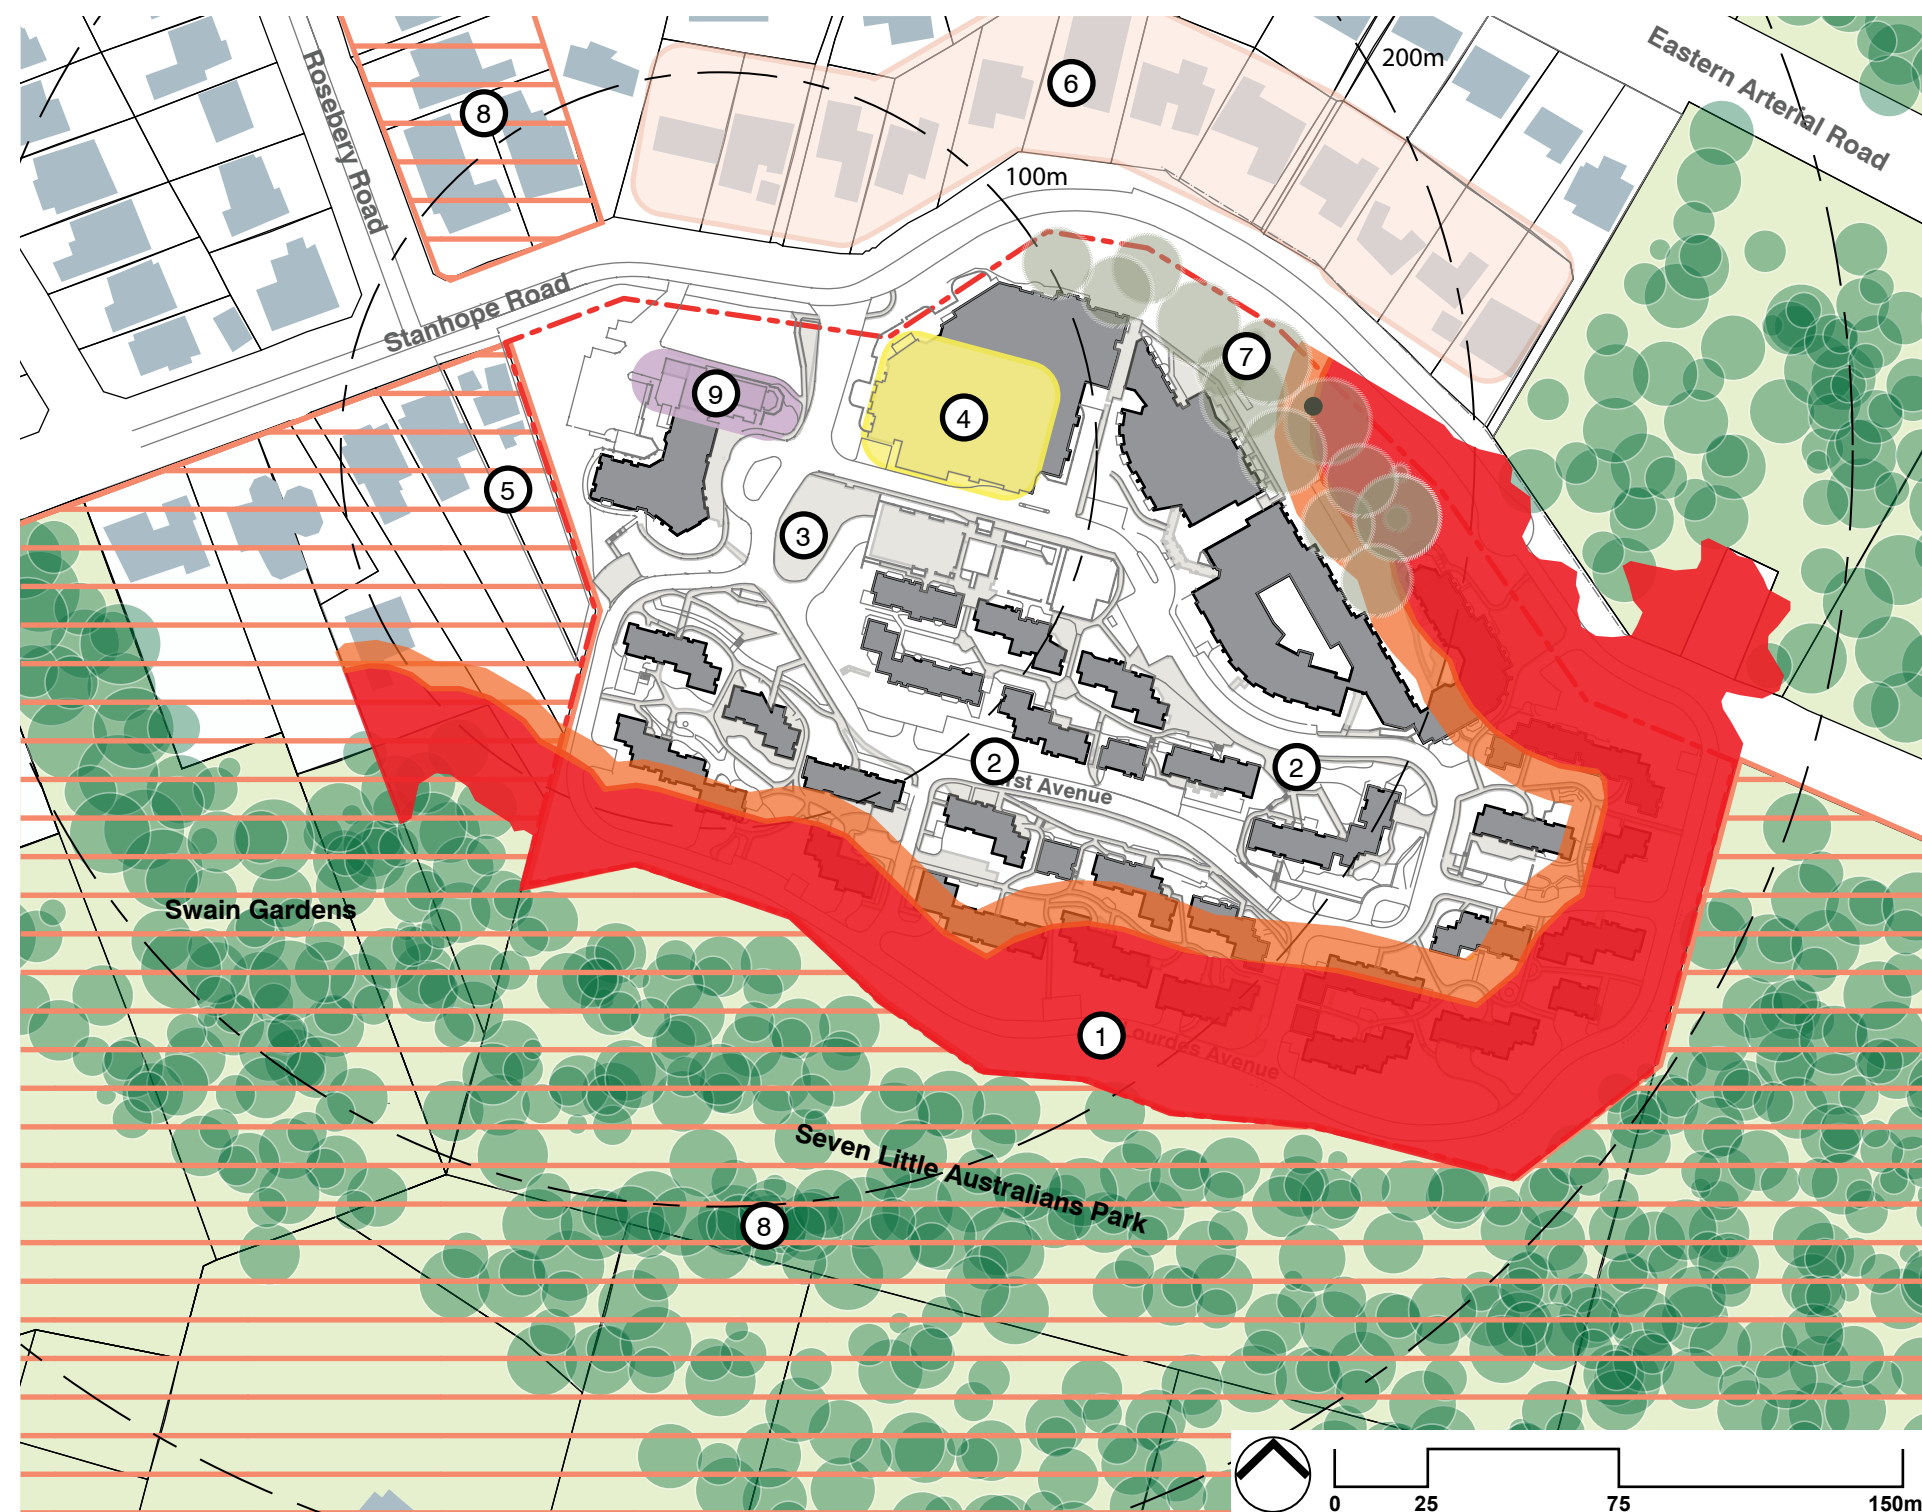 200m
Eastern Arterial Road
6
8
Rosebery Road
100m
Stanhope Road
7
9
4
5
3
2
2
rst Avenue
Swain Gardens
1
ourdes Avenue
Seven Little Australians Park
8
0 25 75 150m